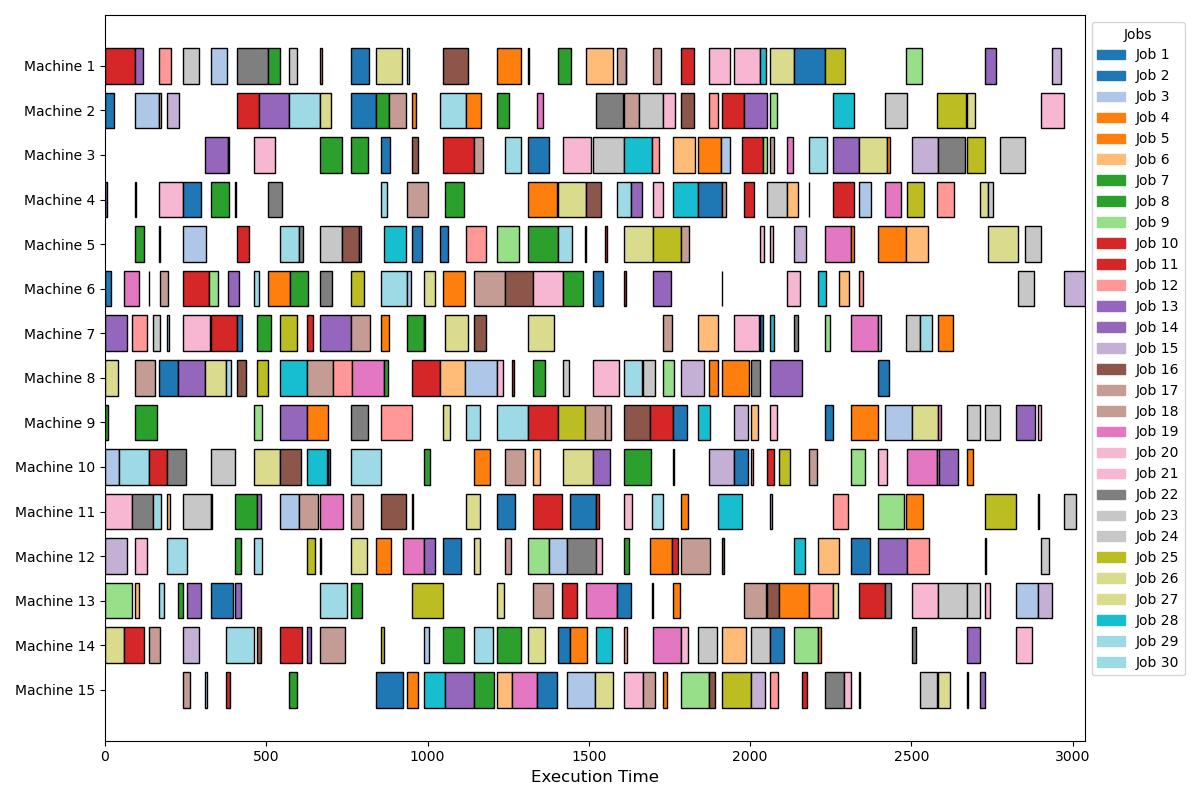 Machine 1
Machine 2
Machine 3
Machine 4
Machine 5
Machine 6
Machine 7
Machine 8
Machine 9
Machine 10
Machine 11
Machine 12
Machine 13
Machine 14
Machine 15
0
500
1000
1500
2000
2500
3000
Execution Time
Jobs
Job 1
Job 2
Job 3
Job 4
Job 5
Job 6
Job 7
Job 8
Job 9
Job 10
Job 11
Job 12
Job 13
Job 14
Job 15
Job 16
Job 17
Job 18
Job 19
Job 20
Job 21
Job 22
Job 23
Job 24
Job 25
Job 26
Job 27
Job 28
Job 29
Job 30